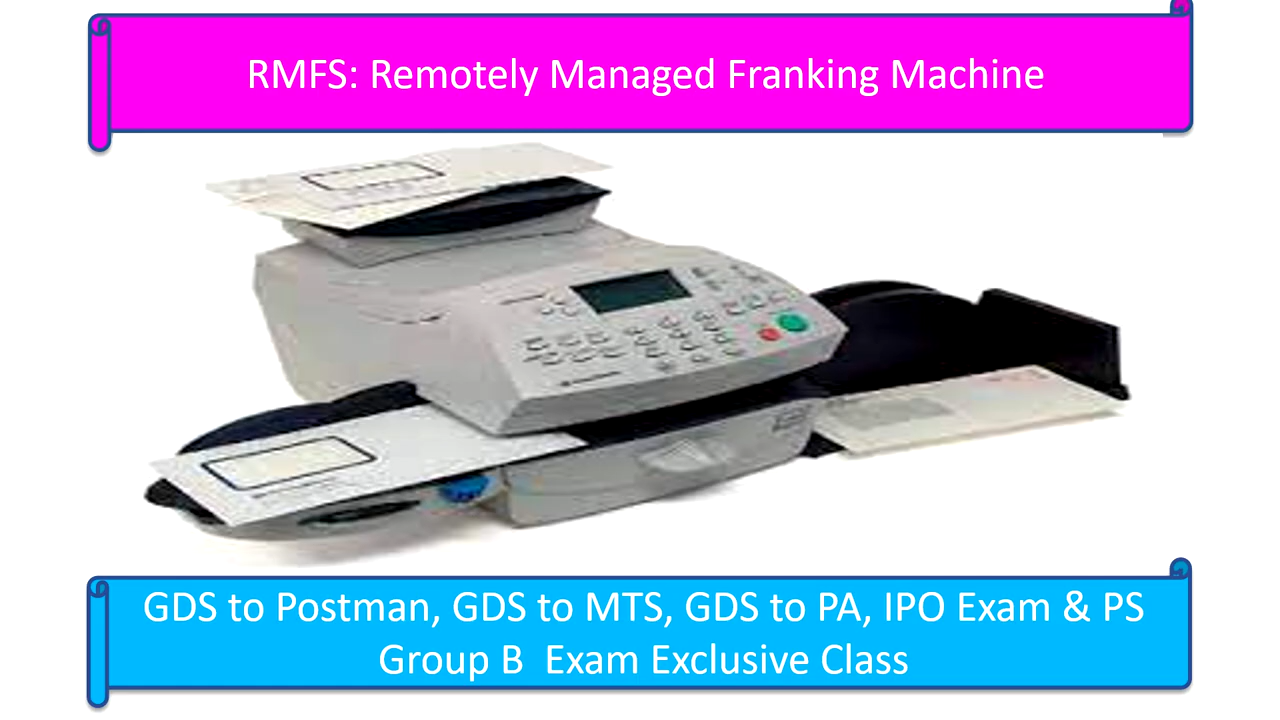 RMFS: Remotely Managed Franking Machine
GDS to Postman, GDS to MTS, GDS to PA, IPO Exam & PS
Group B Exam Exclusive Class